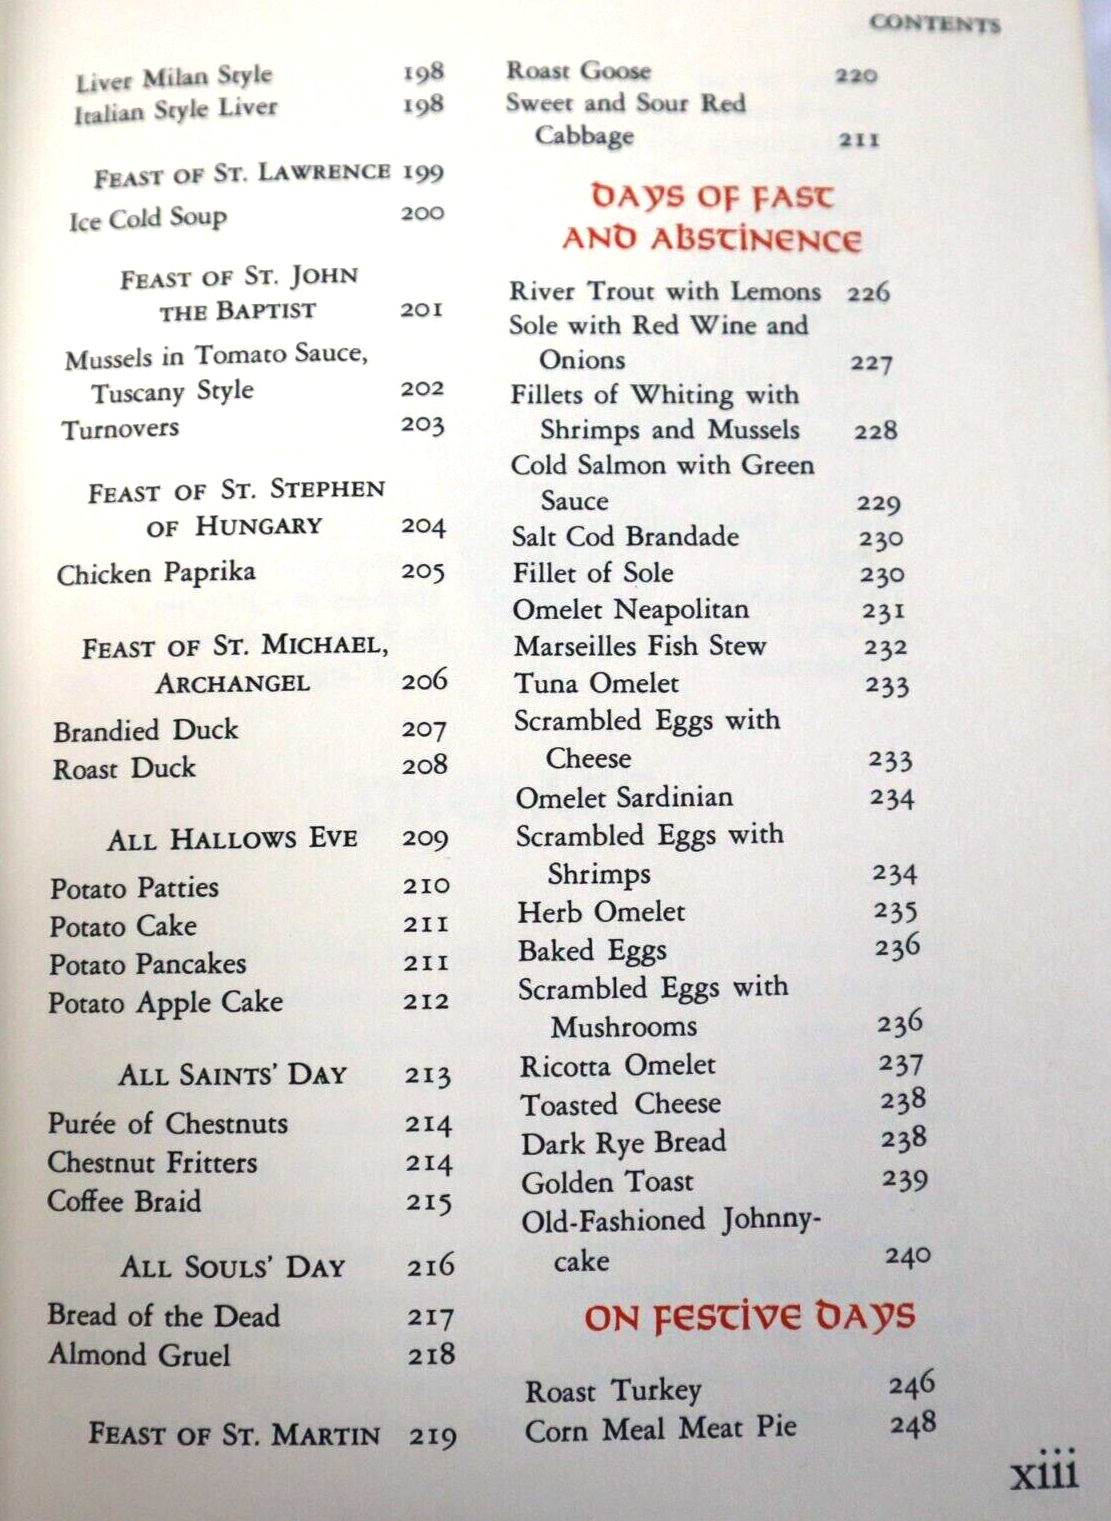 CONTENTS
Liver Milan Style 198
Italian Style Liver 198
FEAST OF ST. LAWRENCE 199
Ice Cold Soup 200
FEAST OF ST. JOHN
THE BAPTIST 201
Mussels in Tomato Sauce,
Tuscany Style 202
Turnovers 203
FEAST OF ST. STEPHEN
OF HUNGARY 204
Chicken Paprika 205
FEAST OF ST. MICHAEL,
ARCHANGEL 206
Brandied Duck 207
Roast Duck 208
ALL HALLOWS EVE 209
Potato Patties 210
Potato Cake 211
Potato Pancakes 211
Potato Apple Cake 212
ALL SAINTS' DAY 213
Purée of Chestnuts 214
Chestnut Fritters 214
Coffee Braid 215
ALL SOULS' DAY 216
Bread of the Dead 217
Almond Gruel 218
FEAST OF ST. MARTIN 219
Roast Goose 220
Sweet and Sour Red
Cabbage 211
DAYS OF FAST
AND ABSTINENCE
River Trout with Lemons 226
Sole with Red Wine and
Onions 227
Fillets of Whiting with
Shrimps and Mussels 228
Cold Salmon with Green
Sauce 229
Salt Cod Brandade 230
Fillet of Sole 230
Omelet Neapolitan 231
Marseilles Fish Stew 232
Tuna Omelet 233
Scrambled Eggs with
Cheese 233
Omelet Sardinian 234
Scrambled Eggs with
Shrimps 234
Herb Omelet 235
Baked Eggs 236
Scrambled Eggs with
Mushrooms 236
Ricotta Omelet 237
Toasted Cheese 238
Dark Rye Bread 238
Golden Toast 239
Old-Fashioned Johnny-
cake 240
ON FESTIVE DAYS
Roast Turkey 246
Corn Meal Meat Pie 248
xiii